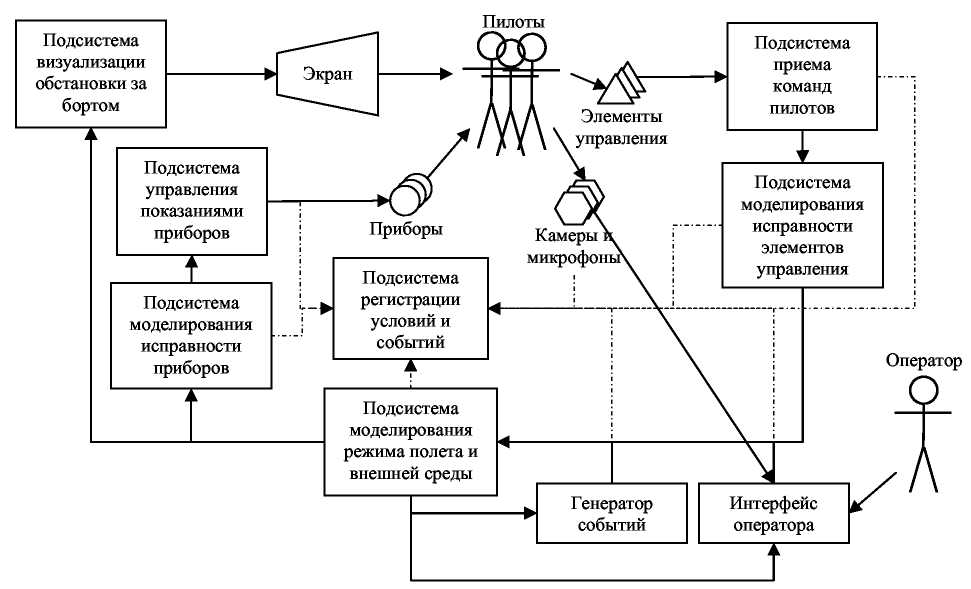 Пилоты
Подсистема
визуализации
обстановки за
бортом
Экран
Элементы
управления
Подсистема
приема
команд
пилотов
Подсистема
управления
показаниями
приборов
Приборы
Камеры и
микрофоны
Подсистема
моделирования
исправности
элементов
управления
Подсистема
моделирования
исправности
приборов
Подсистема
регистрации
условий и
событий
Оператор
Подсистема
моделирования
режима полета и
внешней среды
Генератор
событий
Интерфейс
оператора